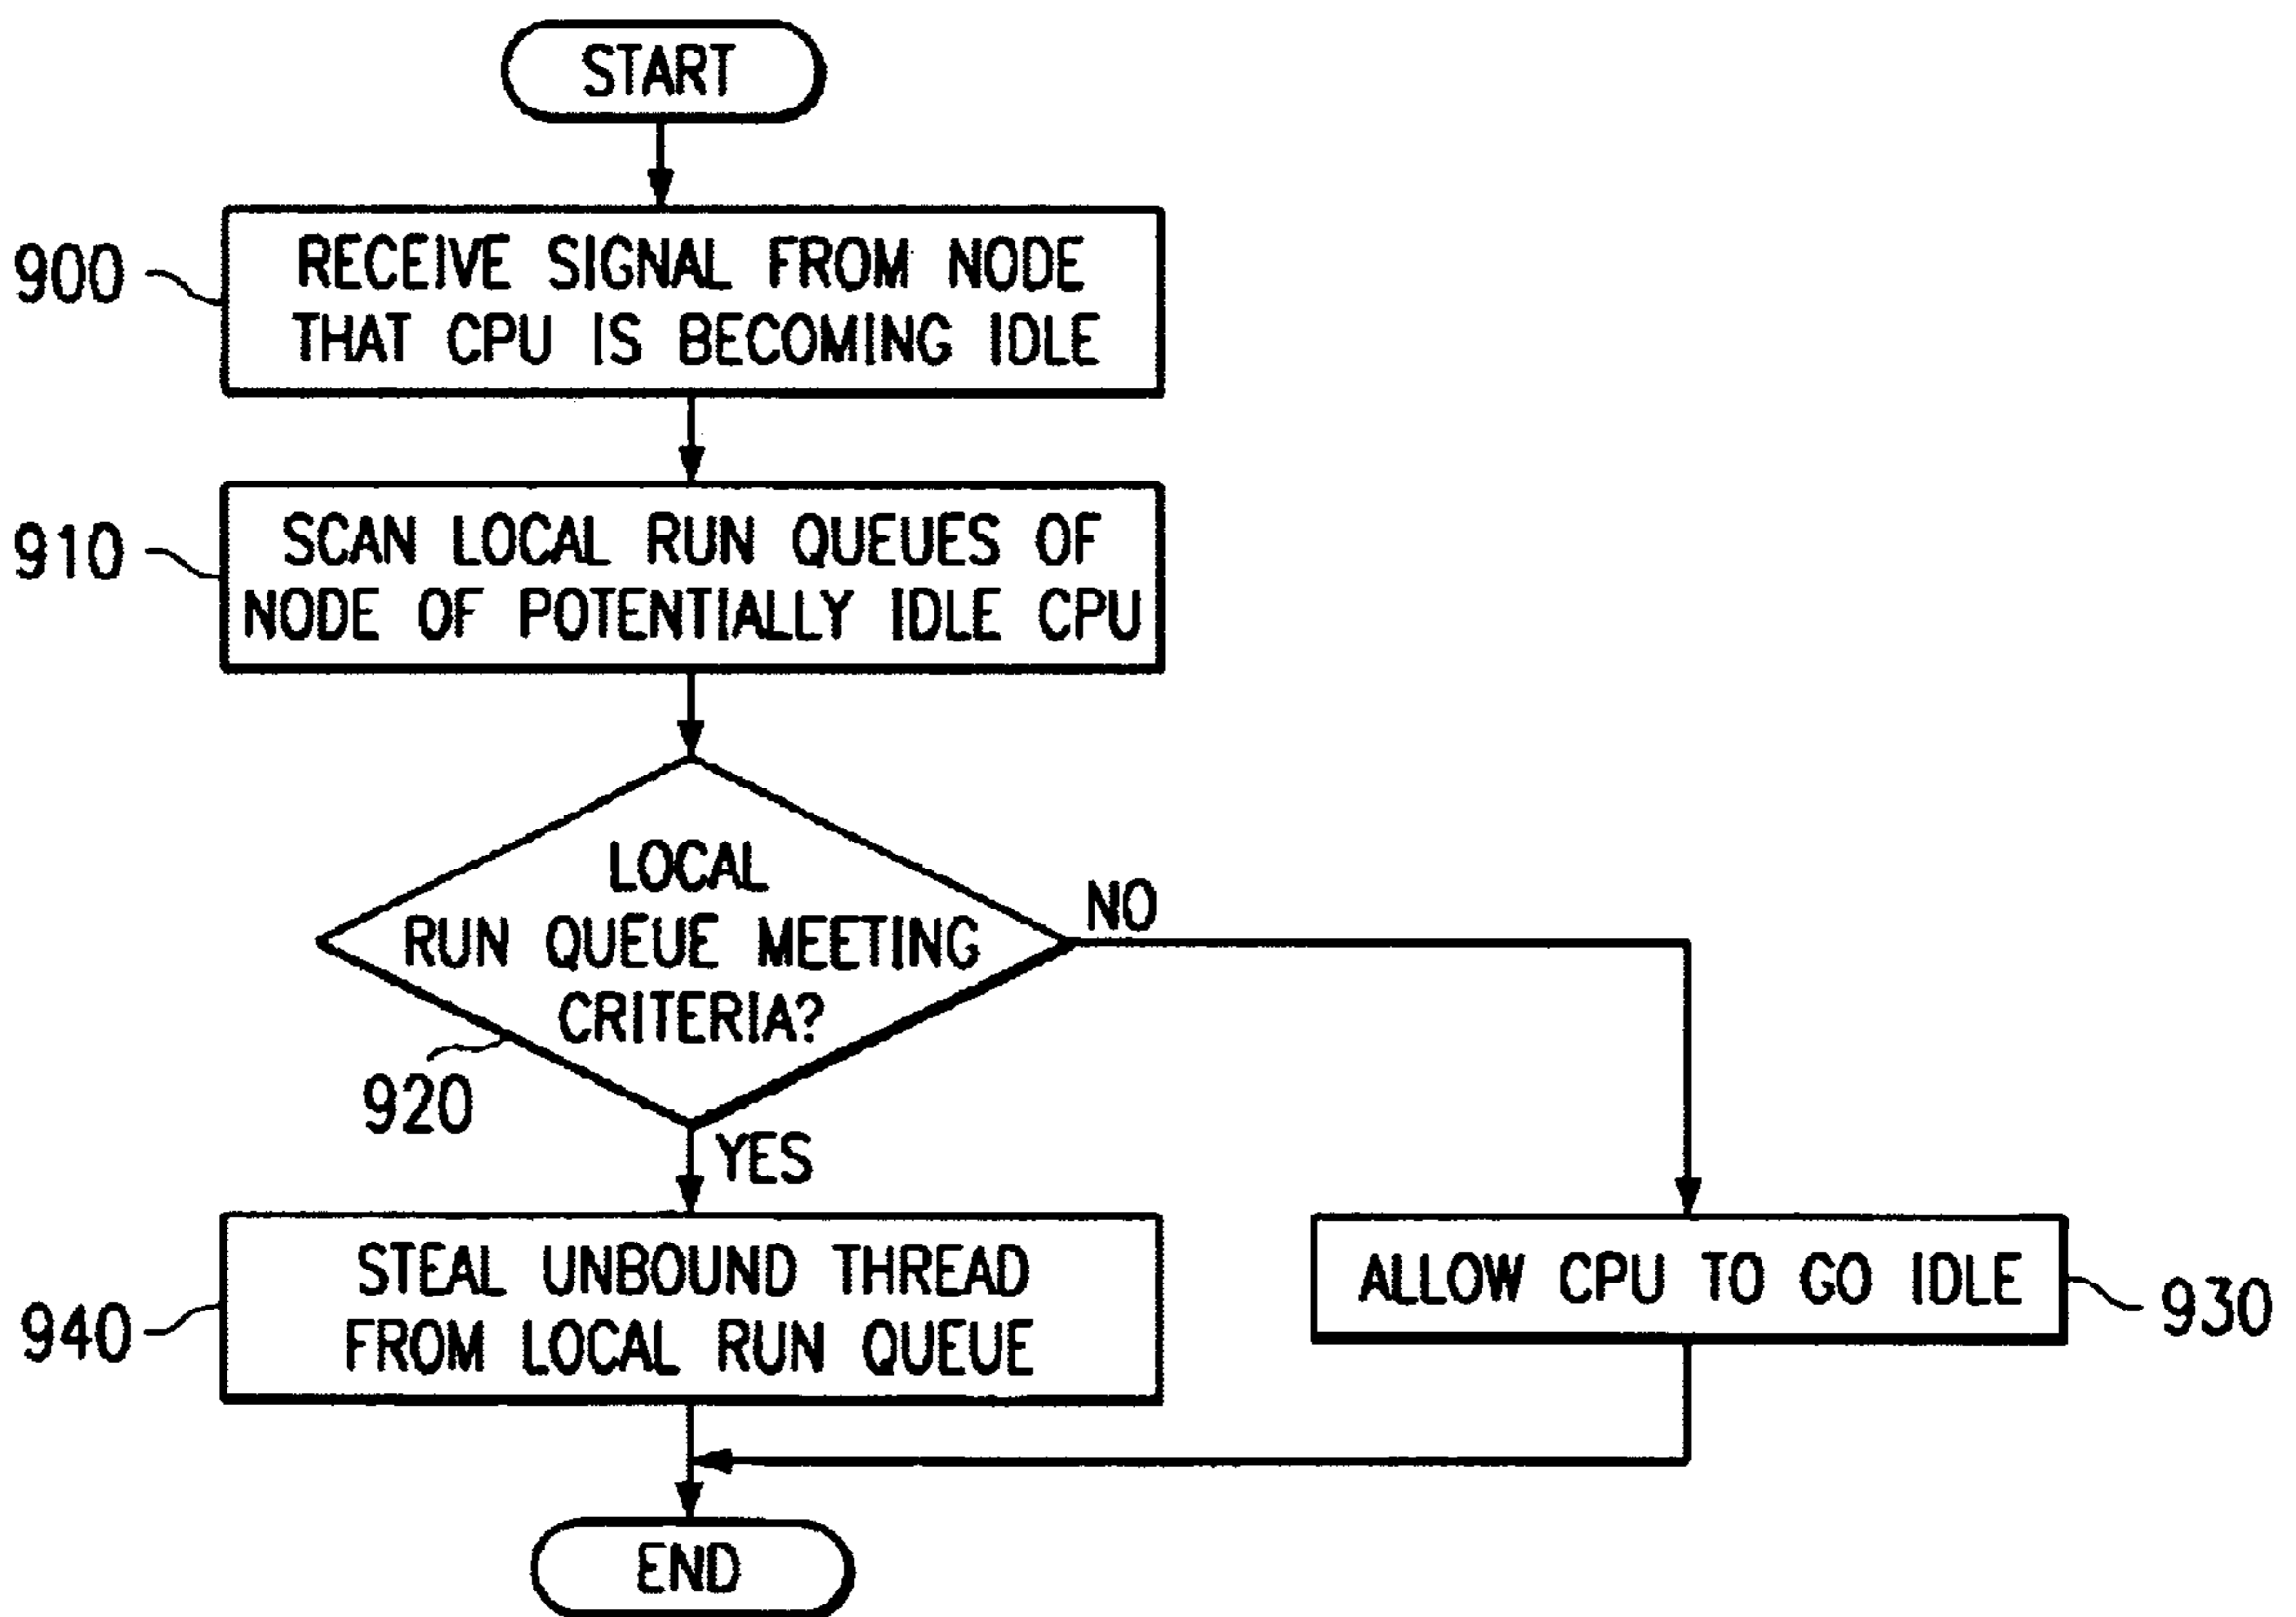 START
900
RECEIVE SIGNAL FROM NODE
THAT CPU IS BECOMING IDLE
910
SCAN LOCAL RUN QUEUES OF
NODE OF POTENTIALLY IDLE CPU
LOCAL
RUN QUEUE MEETING
CRITERIA?
NO
920
YES
940
STEAL UNBOUND THREAD
FROM LOCAL RUN QUEUE
ALLOW CPU TO GO IDLE
930
END